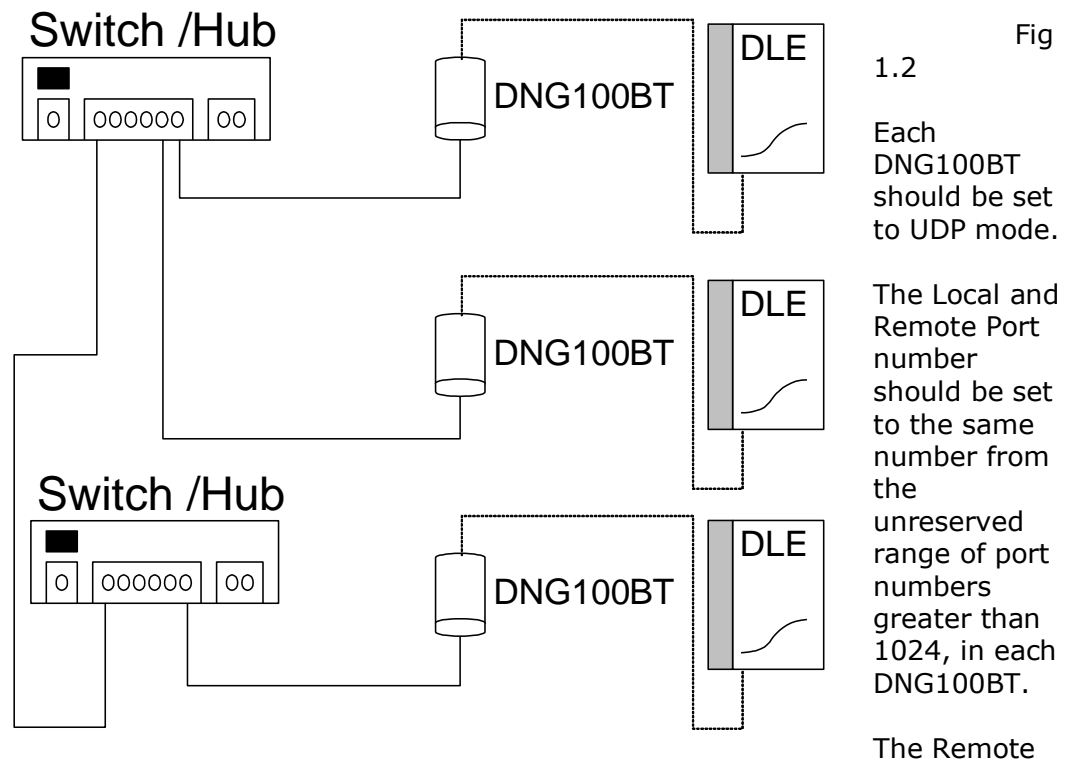 Switch /Hub
DNG100BT
DLE
DNG100BT
DLE
Switch /Hub
DNG100BT
DLE
Fig
1.2
Each
DNG100BT
should be set
to UDP mode.
The Local and
Remote Port
number
should be set
to the same
number from
the
unreserved
range of port
numbers
greater than
1024, in each
DNG100BT.
The Remote